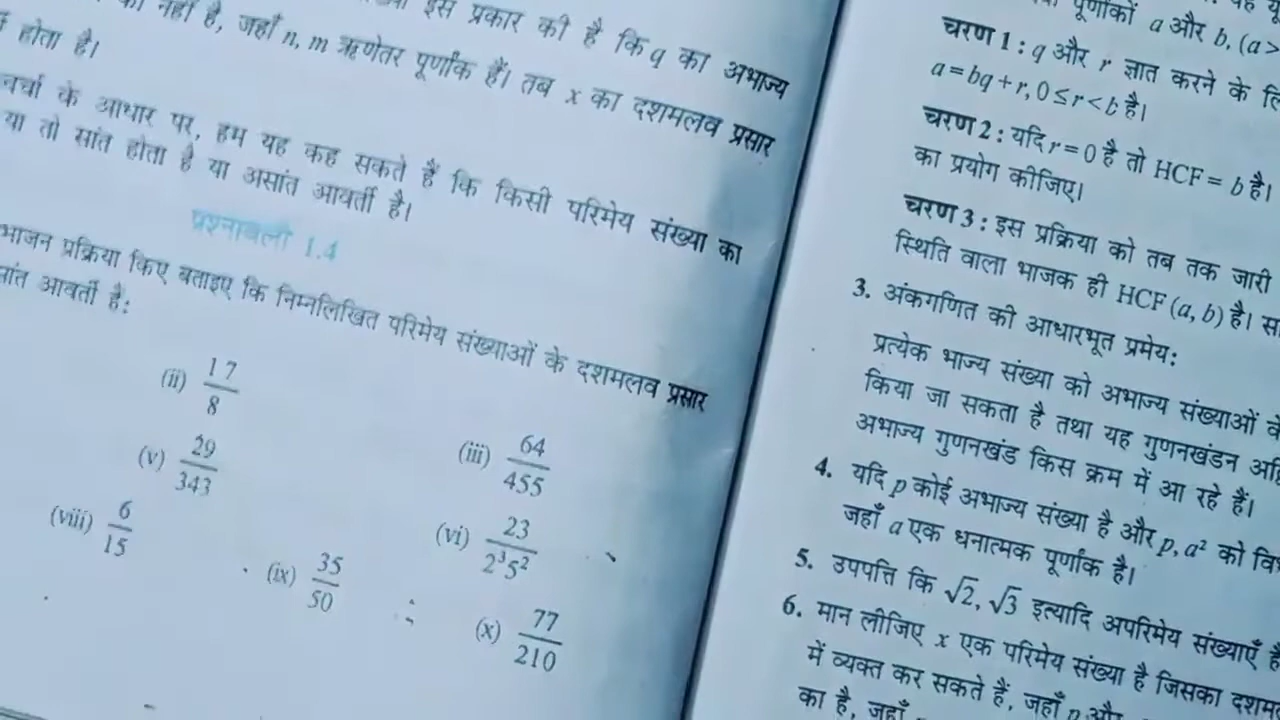 इस प्रकार की है कि q का अभाज्य
नहीं है, जहाँ n, m ऋणेतर पूर्णांक हैं। तब x का दशमलव प्रसार
होता है।
चर्चा के आधार पर, हम यह कह सकते हैं कि किसी परिमेय संख्या का
या तो सांत होता है या असांत आवर्ती है।
प्रश्नावली 1.4
भाजन प्रक्रिया किए बताइए कि निम्नलिखित परिमेय संख्याओं के दशमलव प्रसार
सांत आवर्ती हैं:
(ii) 17/8
(iii) 64/455
(v) 29/343
(vi) 23/2³5²
(viii) 6/15
(ix) 35/50
(x) 77/210
पूर्णांकों a और b, (a >
चरण 1 : q और r ज्ञात करने के
a = bq + r, 0 ≤ r < b है।
चरण 2 : यदि r = 0 है तो HCF = b है।
का प्रयोग कीजिए।
चरण 3 : इस प्रक्रिया को तब तक जारी
स्थिति वाला भाजक ही HCF (a, b) है।
3. अंकगणित की आधारभूत प्रमेय:
प्रत्येक भाज्य संख्या को अभाज्य संख्याओं
किया जा सकता है तथा यह गुणनखंडन
अभाज्य गुणनखंड किस क्रम में आ रहे हैं।
4. यदि p कोई अभाज्य संख्या है और p, a² को
जहाँ a एक धनात्मक पूर्णांक है।
5. उपपत्ति कि √2, √3 इत्यादि अपरिमेय संख्याएँ
6. मान लीजिए x एक परिमेय संख्या है जिसका
में व्यक्त कर सकते हैं, जहाँ p और
का है, जहाँ